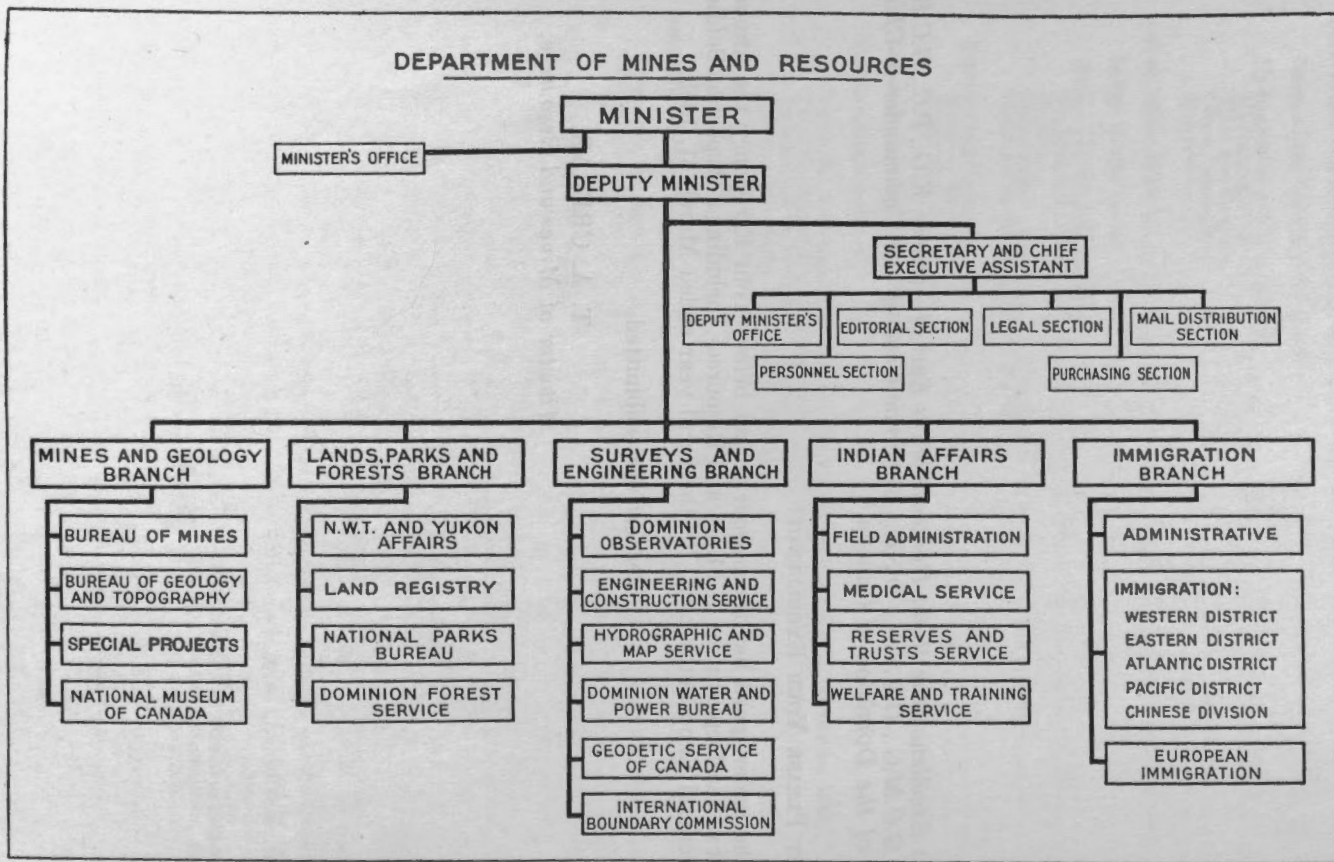 DEPARTMENT OF MINES AND RESOURCES
MINISTER
MINISTER'S OFFICE
DEPUTY MINISTER
SECRETARY AND CHIEF
EXECUTIVE ASSISTANT
DEPUTY MINISTER'S
OFFICE
EDITORIAL SECTION
LEGAL SECTION
MAIL DISTRIBUTION
SECTION
PERSONNEL SECTION
PURCHASING SECTION
MINES AND GEOLOGY
BRANCH
BUREAU OF MINES
BUREAU OF GEOLOGY
AND TOPOGRAPHY
SPECIAL PROJECTS
NATIONAL MUSEUM
OF CANADA
LANDS, PARKS AND
FORESTS BRANCH
N.W.T. AND YUKON
AFFAIRS
LAND REGISTRY
NATIONAL PARKS
BUREAU
DOMINION FOREST
SERVICE
SURVEYS AND
ENGINEERING BRANCH
DOMINION
OBSERVATORIES
ENGINEERING AND
CONSTRUCTION SERVICE
HYDROGRAPHIC AND
MAP SERVICE
DOMINION WATER AND
POWER BUREAU
GEODETIC SERVICE
OF CANADA
INTERNATIONAL
BOUNDARY COMMISSION
INDIAN AFFAIRS
BRANCH
FIELD ADMINISTRATION
MEDICAL SERVICE
RESERVES AND
TRUSTS SERVICE
WELFARE AND TRAINING
SERVICE
IMMIGRATION
BRANCH
ADMINISTRATIVE
IMMIGRATION:
WESTERN DISTRICT
EASTERN DISTRICT
ATLANTIC DISTRICT
PACIFIC DISTRICT
CHINESE DIVISION
EUROPEAN
IMMIGRATION